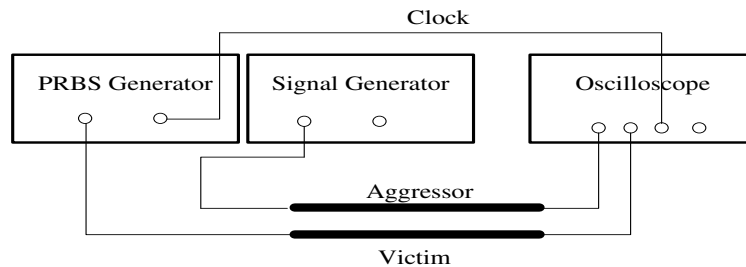 Clock
PRBS Generator
Signal Generator
Oscilloscope
Aggressor
Victim